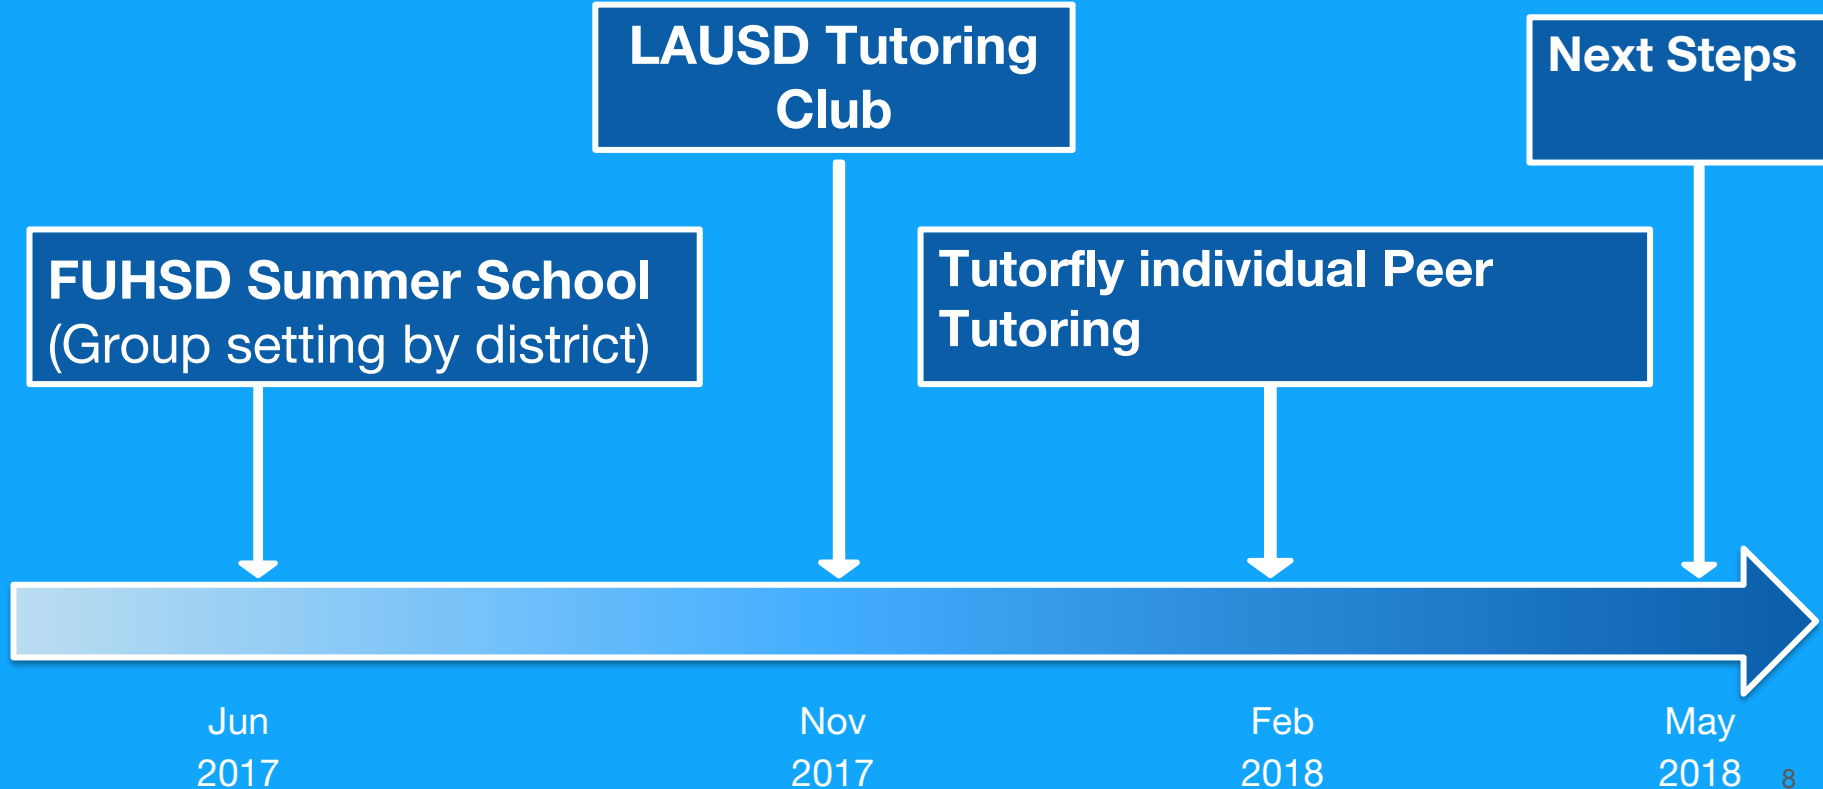 LAUSD Tutoring
Club
Next Steps
FUHSD Summer School
(Group setting by district)
Tutorfly individual Peer
Tutoring
Jun
2017
Nov
2017
Feb
2018
May
2018
8